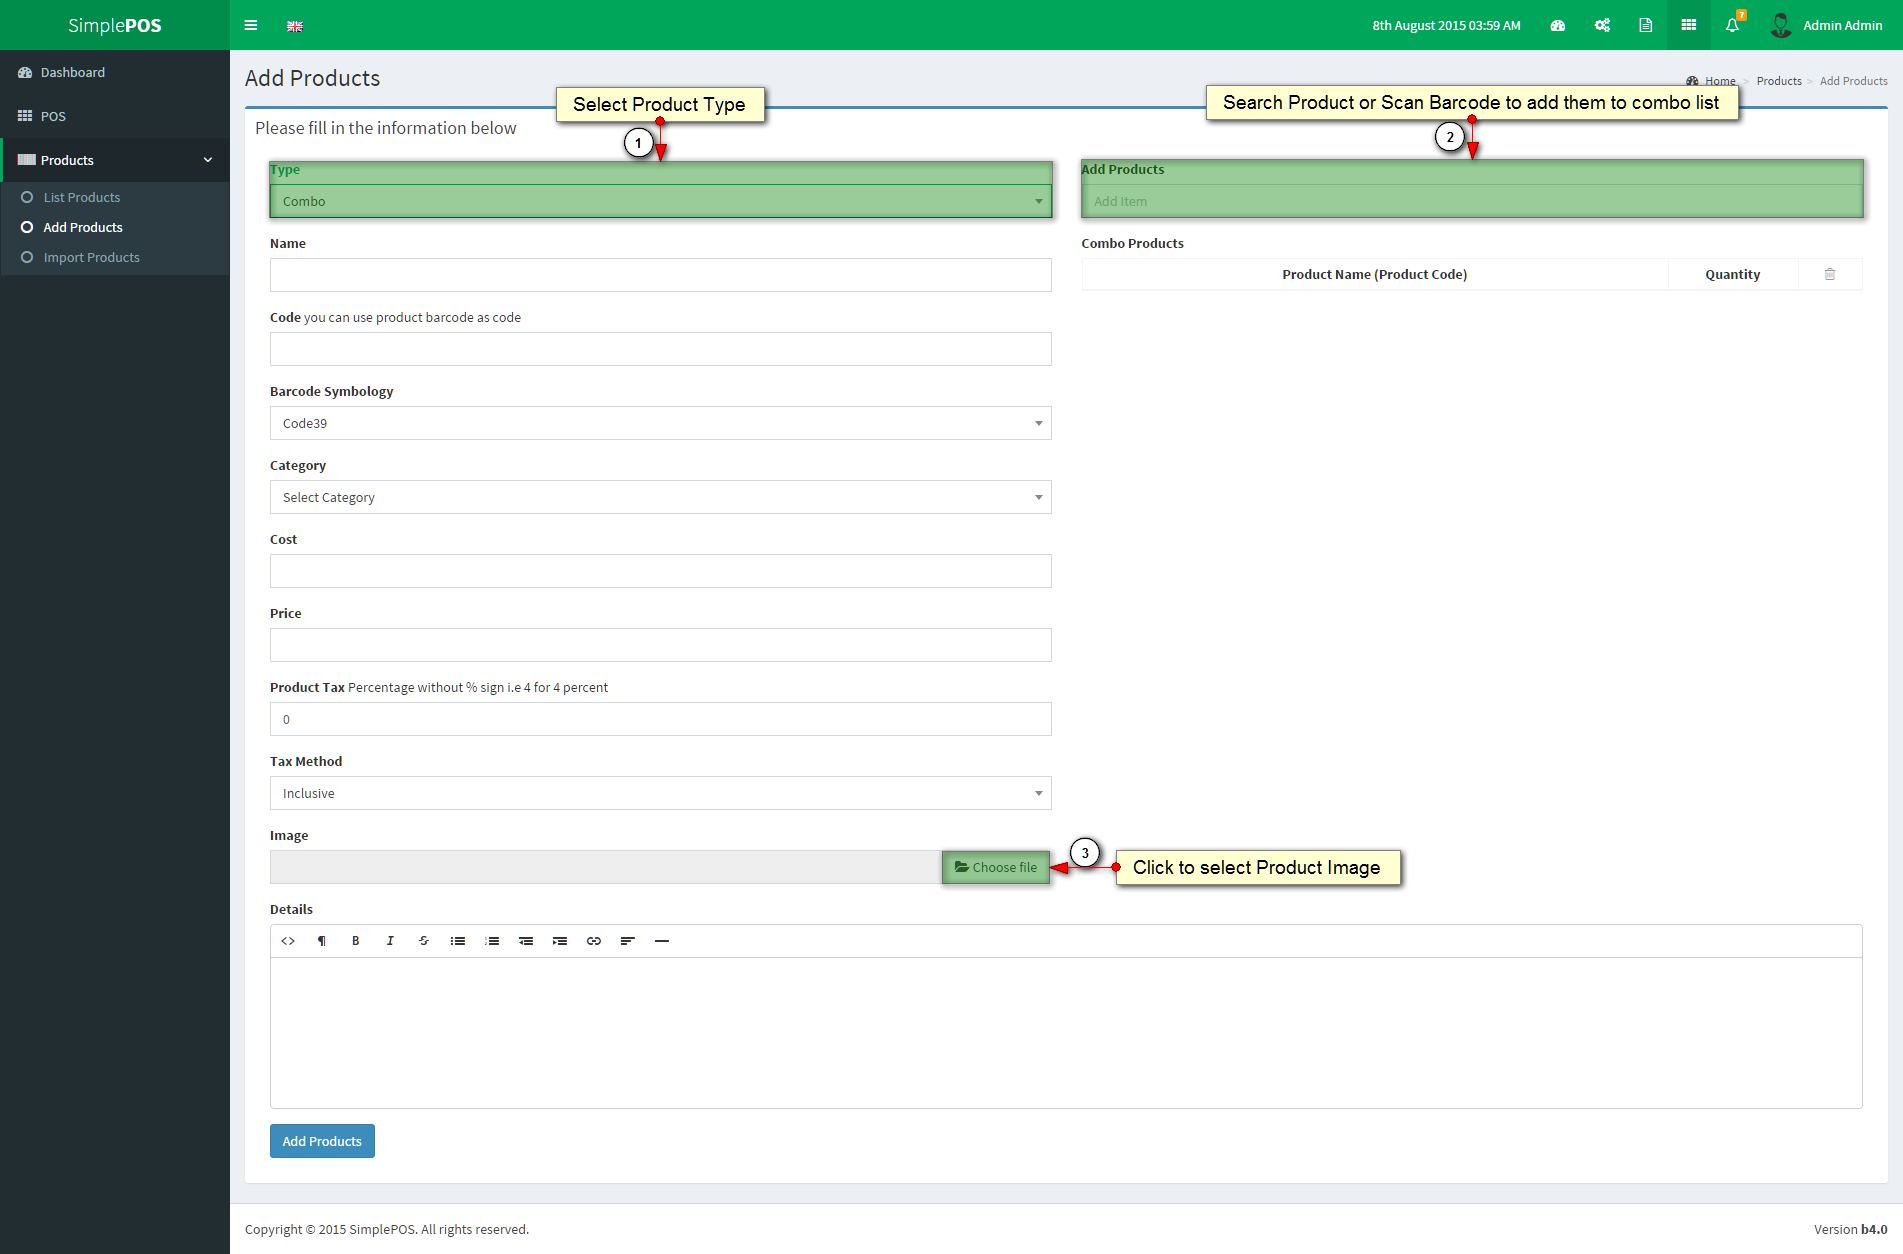 SimplePOS
8th August 2015 03:59 AM
7
Admin Admin
Dashboard
POS
Products
List Products
Add Products
Import Products
Add Products
Home > Products > Add Products
Select Product Type
Search Product or Scan Barcode to add them to combo list
Please fill in the information below
1
2
Type
Combo
Add Products
Add Item
Name
Combo Products
Product Name (Product Code) Quantity
Code you can use product barcode as code
Barcode Symbology
Code39
Category
Select Category
Cost
Price
Product Tax Percentage without % sign i.e 4 for 4 percent
0
Tax Method
Inclusive
Image
Choose file
3
Click to select Product Image
Details
<> ¶ B I S
Add Products
Copyright © 2015 SimplePOS. All rights reserved.
Version b4.0